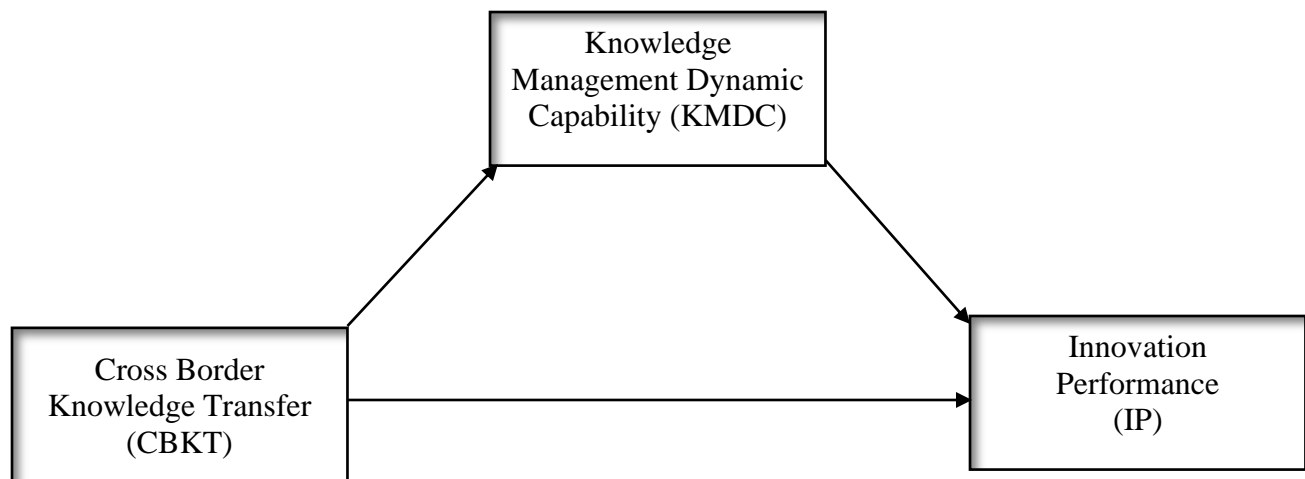 Knowledge
Management Dynamic
Capability (KMDC)
Cross Border
Knowledge Transfer
(CBKT)
Innovation
Performance
(IP)